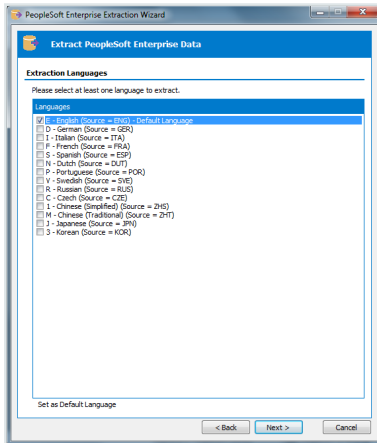 PeopleSoft Enterprise Extraction Wizard
Extract PeopleSoft Enterprise Data
Extraction Languages
Please select at least one language to extract.
Languages
E - English (Source = ENG) - Default Language
D - German (Source = GER)
I - Italian (Source = ITA)
F - French (Source = FRA)
S - Spanish (Source = ESP)
N - Dutch (Source = DUT)
P - Portuguese (Source = POR)
V - Swedish (Source = SVE)
R - Russian (Source = RUS)
C - Czech (Source = CZE)
1 - Chinese (Simplified) (Source = ZHS)
M - Chinese (Traditional) (Source = ZHT)
J - Japanese (Source = JPN)
3 - Korean (Source = KOR)
Set as Default Language
< Back Next > Cancel